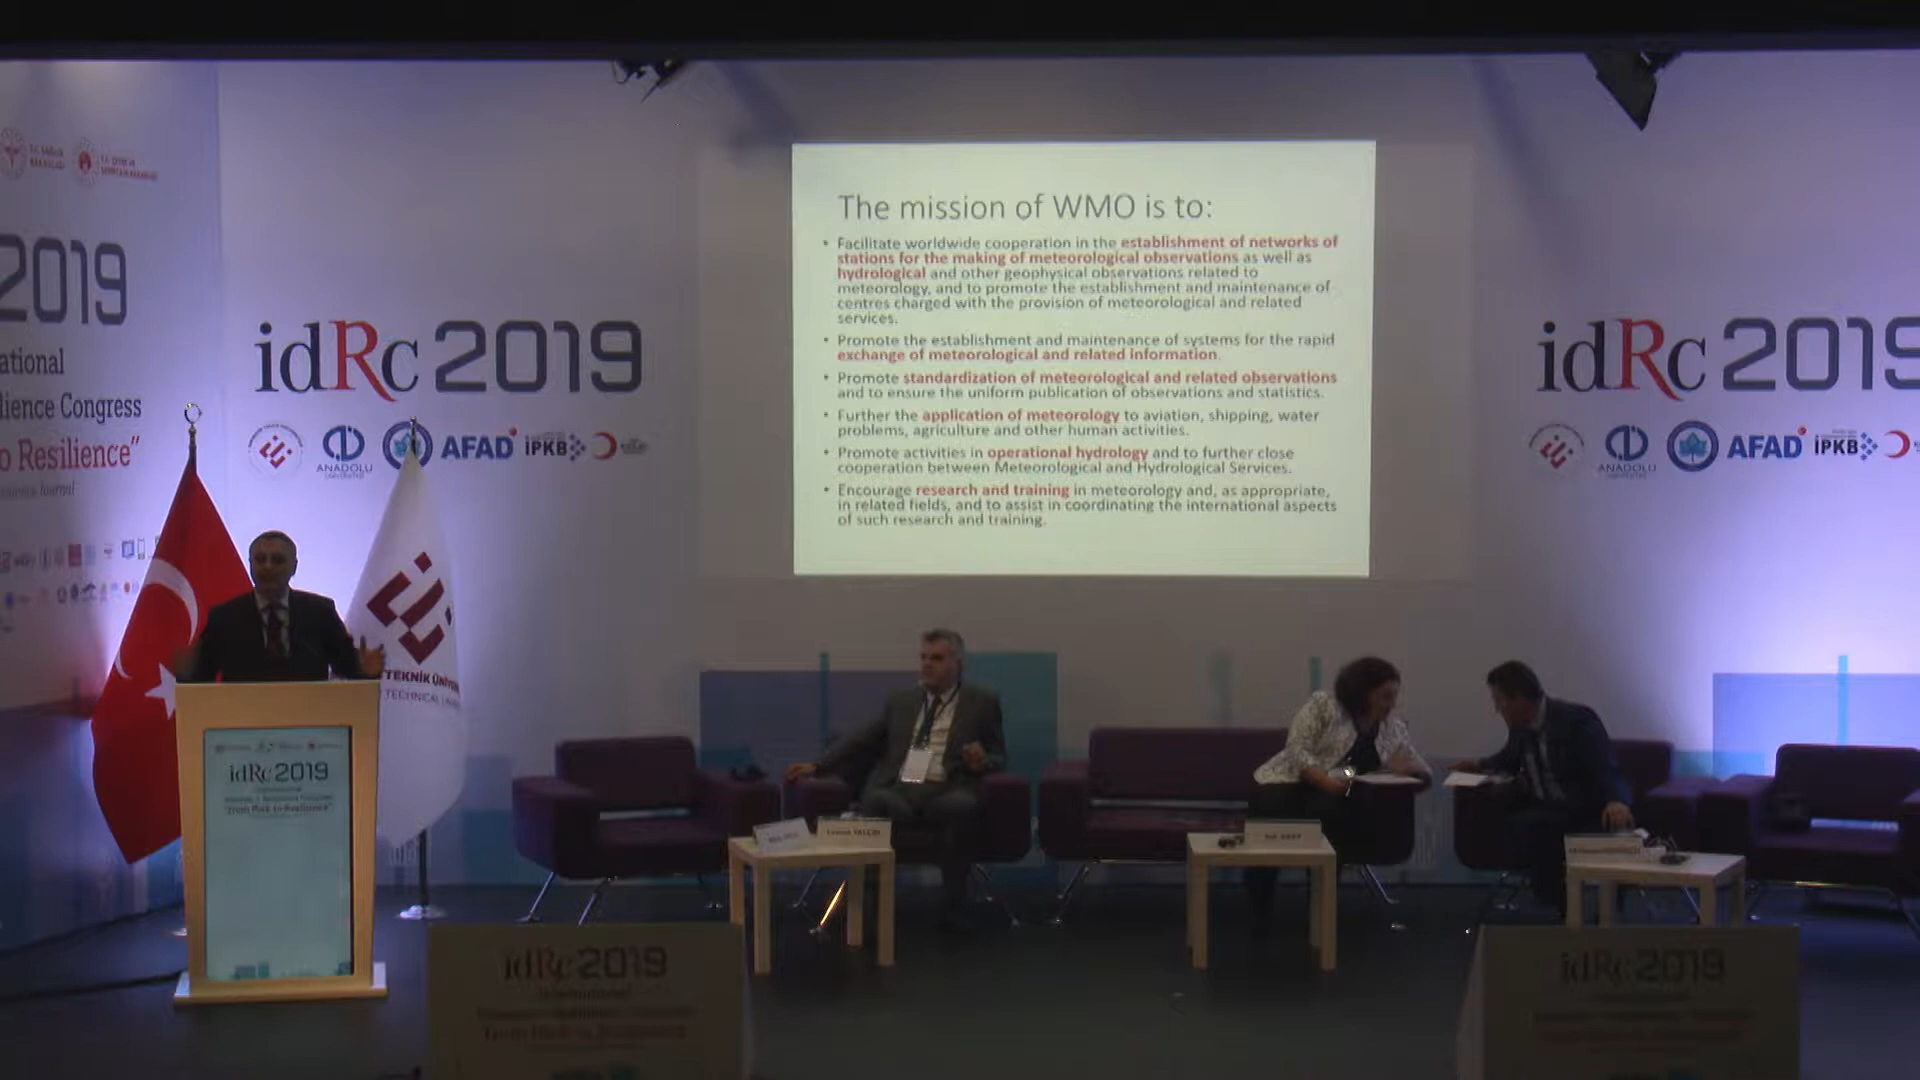 2019
ational
lience Congress
o Resilience"
idRc 2019
ANADOLU
AFAD
İPKB
The mission of WMO is to:
• Facilitate worldwide cooperation in the establishment of networks of
stations for the making of meteorological observations as well as
hydrological and other geophysical observations related to
meteorology, and to promote the establishment and maintenance of
centres charged with the provision of meteorological and related
services.
• Promote the establishment and maintenance of systems for the rapid
exchange of meteorological and related information.
• Promote standardization of meteorological and related observations
and to ensure the uniform publication of observations and statistics.
• Further the application of meteorology to aviation, shipping, water
problems, agriculture and other human activities.
• Promote activities in operational hydrology and to further close
cooperation between Meteorological and Hydrological Services.
• Encourage research and training in meteorology and, as appropriate,
in related fields, and to assist in coordinating the international aspects
of such research and training.
idRc 2019
ANADOLU
AFAD
İPKB
TEKNİK ÜNİVE
TECHNICAL
idRc 2019
"From Risk to Resilience"
idRc 2019
idRc 2019